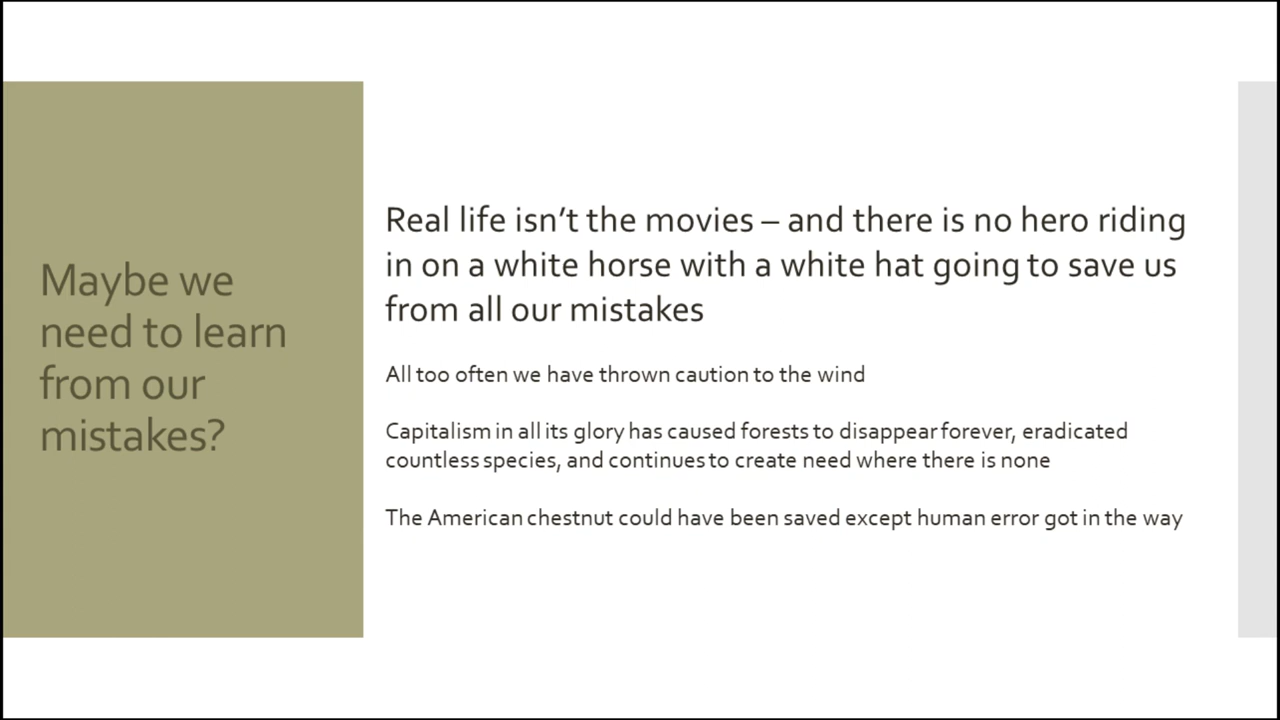 Maybe we
need to learn
from our
mistakes?
Real life isn’t the movies – and there is no hero riding
in on a white horse with a white hat going to save us
from all our mistakes
All too often we have thrown caution to the wind
Capitalism in all its glory has caused forests to disappear forever, eradicated
countless species, and continues to create need where there is none
The American chestnut could have been saved except human error got in the way